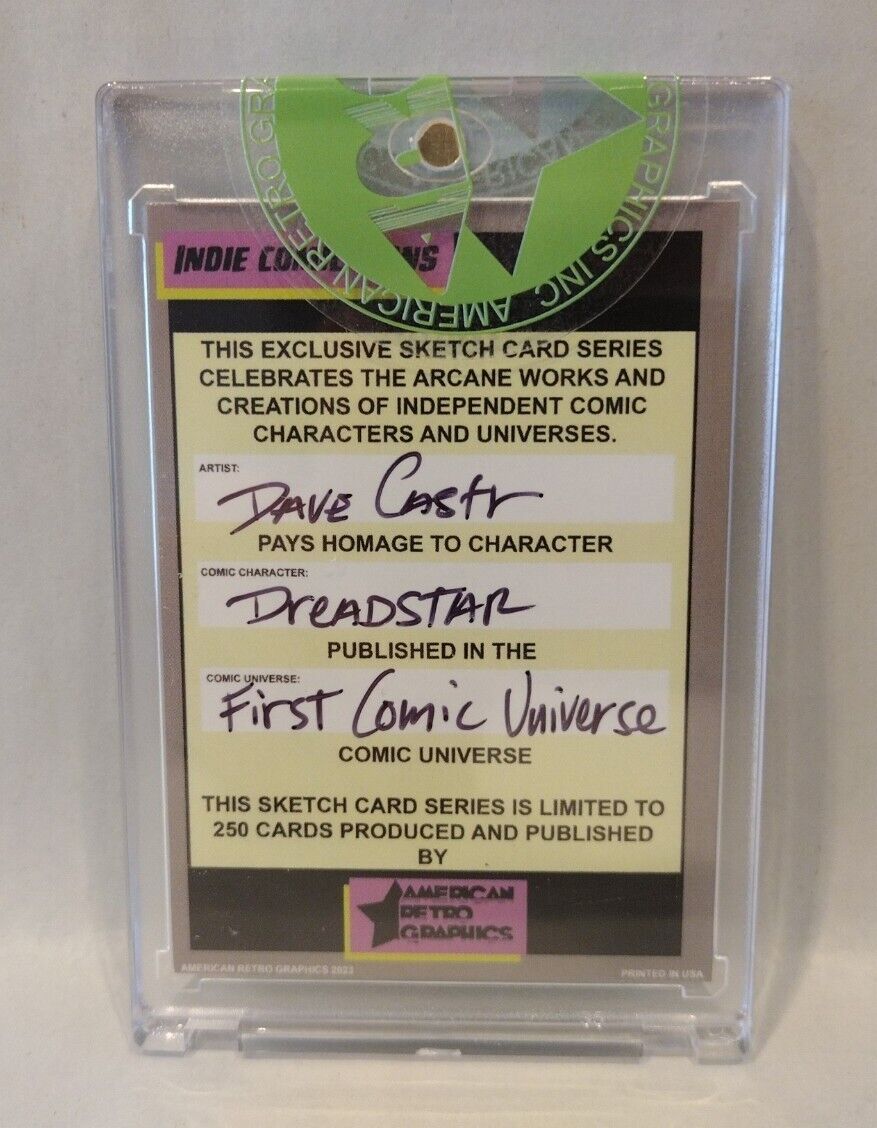 AMERICAN RETRO GRAPHICS INC.
INDIE
THIS EXCLUSIVE SKETCH CARD SERIES
CELEBRATES THE ARCANE WORKS AND
CREATIONS OF INDEPENDENT COMIC
CHARACTERS AND UNIVERSES.
ARTIST:
DAVE
PAYS HOMAGE TO CHARACTER
COMIC CHARACTER:
DreADSTAR
PUBLISHED IN THE
COMIC UNIVERSE:
First Comic Universe
COMIC UNIVERSE
THIS SKETCH CARD SERIES IS LIMITED TO
250 CARDS PRODUCED AND PUBLISHED
BY
AMERICAN
RETRO
GRAPHICS
AMERICAN RETRO GRAPHICS 2023
PRINTED IN USA